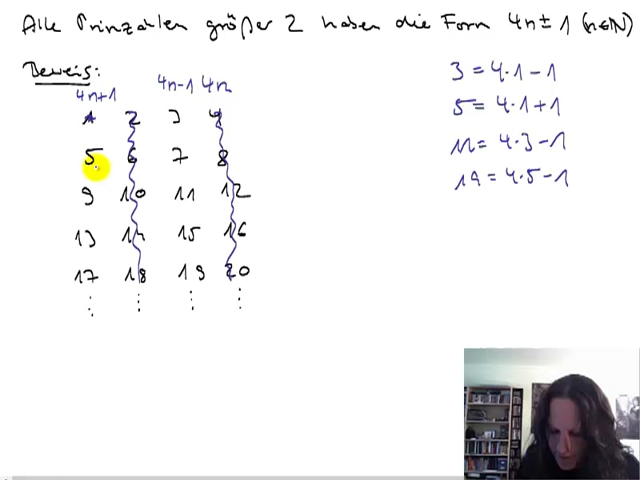 Alle Primzahlen größer 2 haben die Form 4n ± 1 (n∈ℕ)
Beweis:
4n+1 4n-1 4n
1 2 3 4
5 6 7 8
9 10 11 12
13 14 15 16
17 18 19 20
⋮ ⋮ ⋮ ⋮
3 = 4·1 - 1
5 = 4·1 + 1
11 = 4·3 - 1
19 = 4·5 - 1